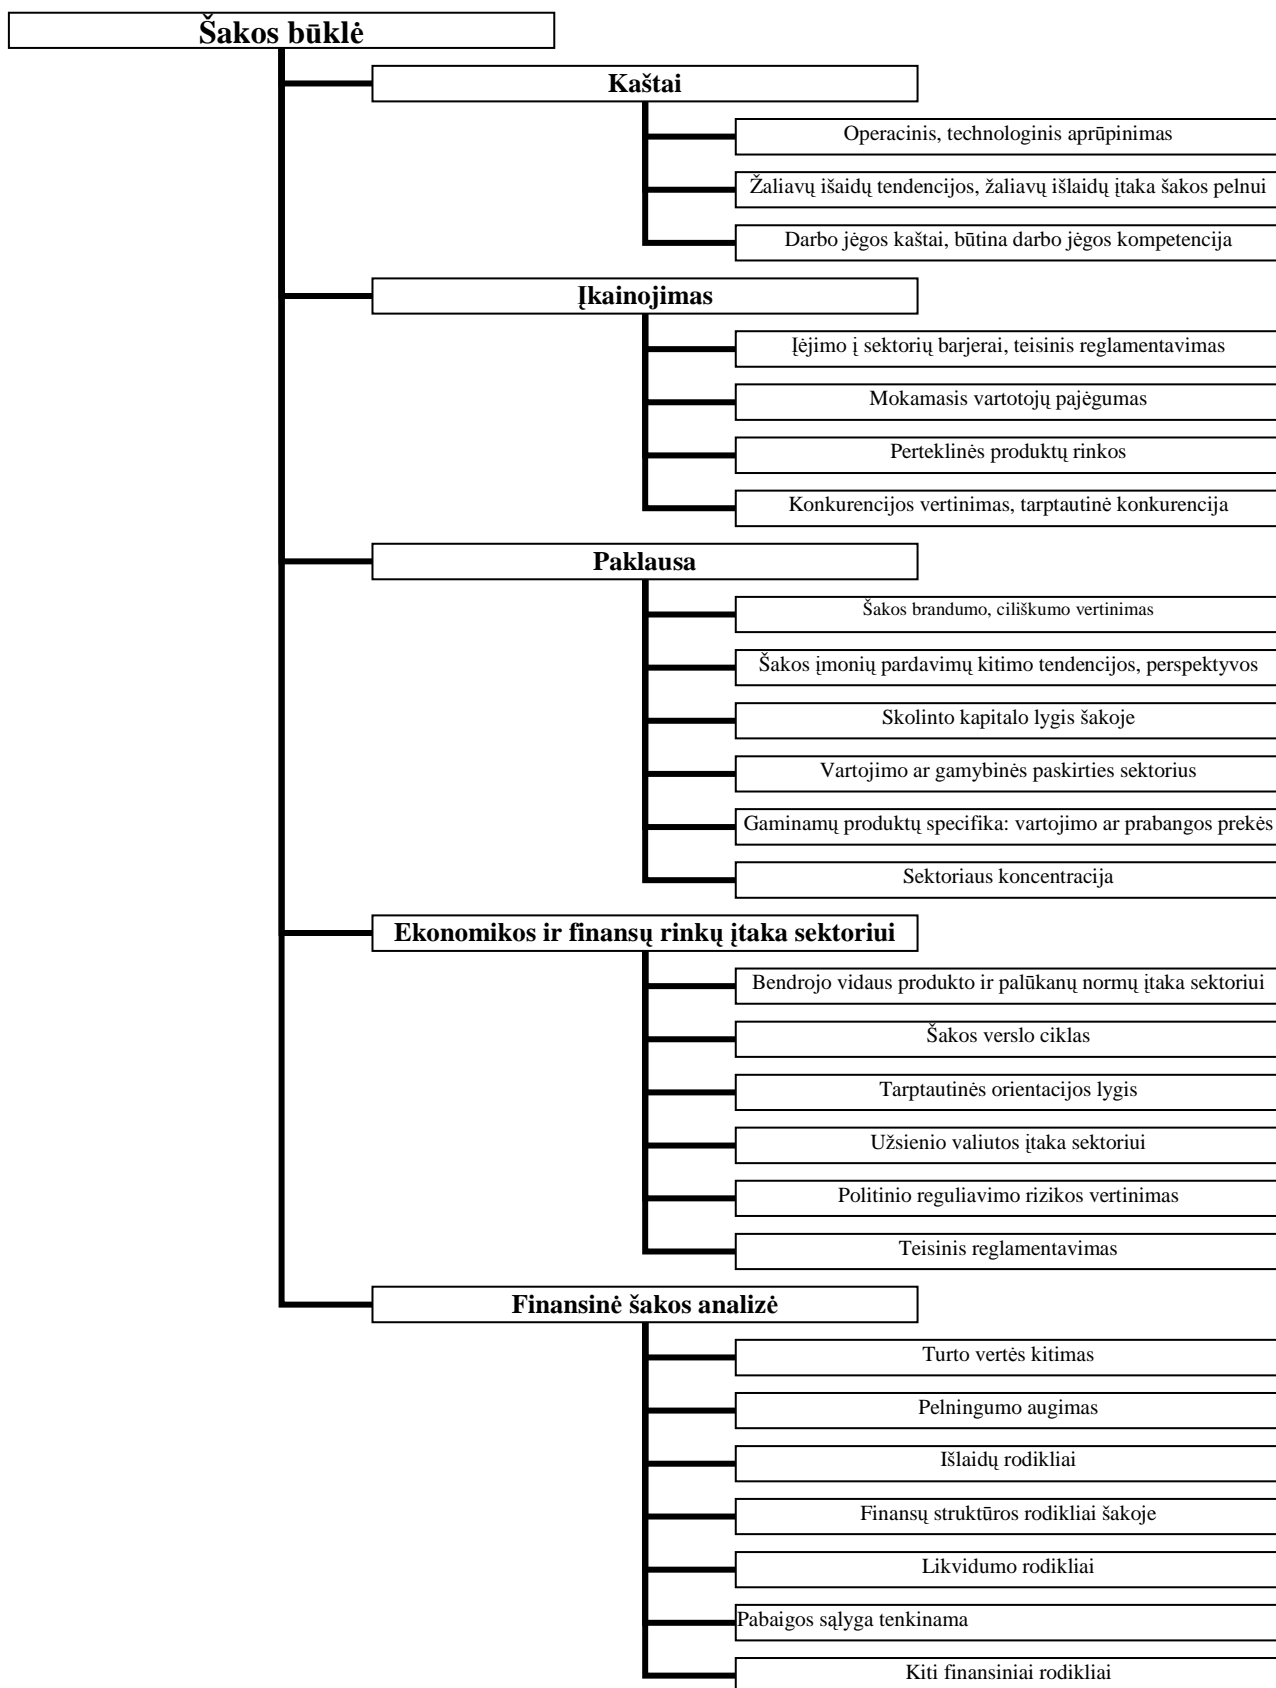 Šakos būklė
Kaštai
Operacinis, technologinis aprūpinimas
Žaliavų išaidų tendencijos, žaliavų išlaidų įtaka šakos pelnui
Darbo jėgos kaštai, būtina darbo jėgos kompetencija
Įkainojimas
Įėjimo į sektorių barjerai, teisinis reglamentavimas
Mokamasis vartotojų pajėgumas
Perteklinės produktų rinkos
Konkurencijos vertinimas, tarptautinė konkurencija
Paklausa
Šakos brandumo, ciliškumo vertinimas
Šakos įmonių pardavimų kitimo tendencijos, perspektyvos
Skolinto kapitalo lygis šakoje
Vartojimo ar gamybinės paskirties sektorius
Gaminamų produktų specifika: vartojimo ar prabangos prekės
Sektoriaus koncentracija
Ekonomikos ir finansų rinkų įtaka sektoriui
Bendrojo vidaus produkto ir palūkanų normų įtaka sektoriui
Šakos verslo ciklas
Tarptautinės orientacijos lygis
Užsienio valiutos įtaka sektoriui
Politinio reguliavimo rizikos vertinimas
Teisinis reglamentavimas
Finansinė šakos analizė
Turto vertės kitimas
Pelningumo augimas
Išlaidų rodikliai
Finansų struktūros rodikliai šakoje
Likvidumo rodikliai
Pabaigos sąlyga tenkinama
Kiti finansiniai rodikliai